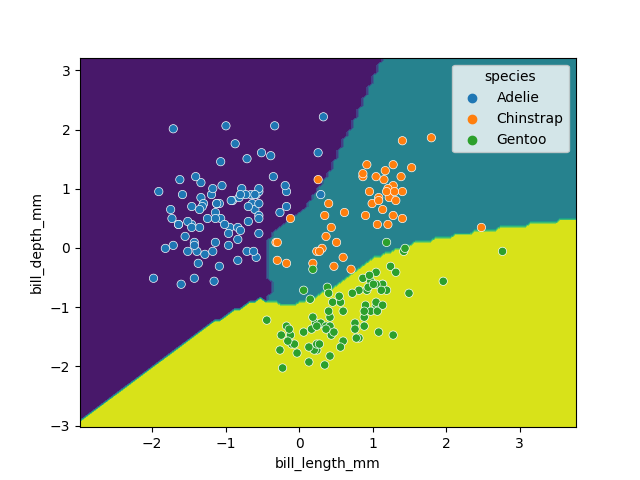 species
Adelie
Chinstrap
Gentoo
3
2
1
0
−1
−2
−3
bill_depth_mm
−2
−1
0
1
2
3
bill_length_mm